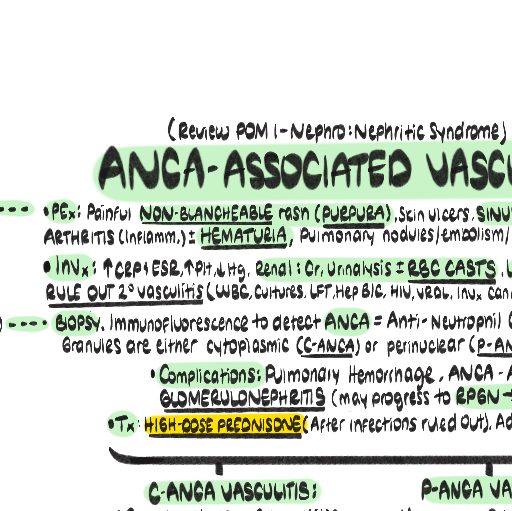 (Review POM 1-Nephro: Nephritic Syndrome)
ANCA-ASSOCIATED VASCU
• PEx: Painful NON-BLANCHEABLE rash (PURPURA), Skin ulcers, SINU
ARTHRITIS (Inflamm.) ± HEMATURIA, Pulmonary nodules/embolism/
• Invx: ↑CRP & ESR, ↑Plt, ↓Hg, Renal: Cr, Urinalysis ± RBC CASTS,
RULE OUT 2° vasculitis (WBC, Cultures, LFT, Hep B/C, HIV, VRDL, Invx can
BIOPSY, Immunofluorescence to detect ANCA = Anti-Neutrophil
Granules are either cytoplasmic (C-ANCA) or perinuclear (P-AN
• Complications: Pulmonary Hemorrhage, ANCA-A
GLOMERULONEPHRITIS (may progress to RPGN →
• Tx: HIGH-DOSE PREDNISONE (After infections ruled out), Ad
C-ANCA VASCULITIS:
P-ANCA VA